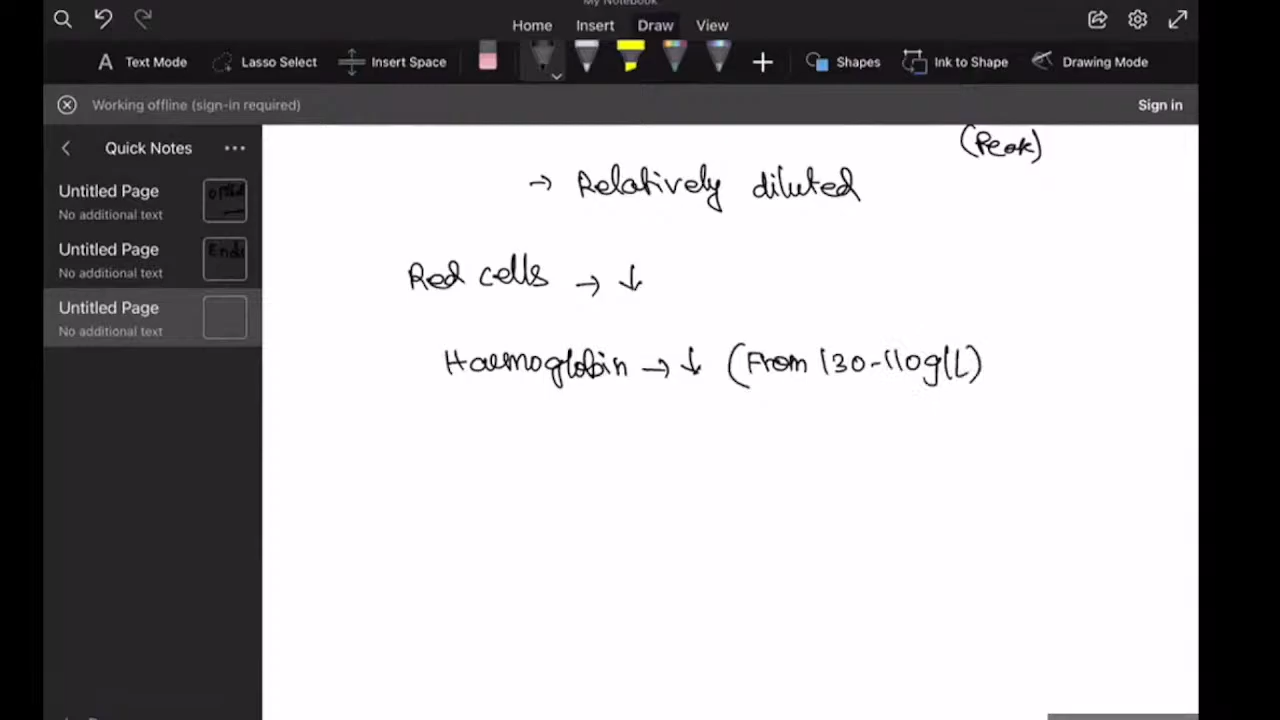 My Notebook
Home Insert Draw View
Text Mode Lasso Select Insert Space Shapes Ink to Shape Drawing Mode
Working offline (sign-in required) Sign in
Quick Notes
Untitled Page
No additional text
Untitled Page
No additional text
Untitled Page
No additional text
(Peak)
→ Relatively diluted
Red cells → ↓
Haemoglobin → ↓ (From 130-110g/L)